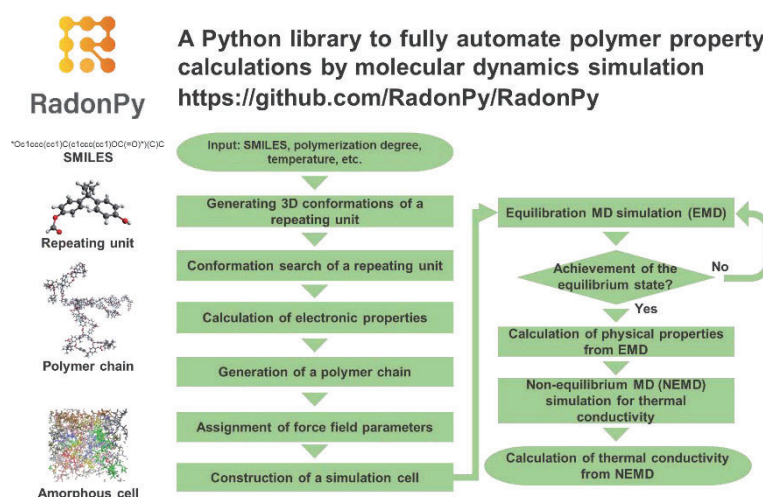 RadonPy
A Python library to fully automate polymer property
calculations by molecular dynamics simulation
https://github.com/RadonPy/RadonPy
*Oc1ccc(cc1)C(c1ccc(cc1)OC(=O)*)(C)C
SMILES
Repeating unit
Polymer chain
Amorphous cell
Input: SMILES, polymerization degree,
temperature, etc.
Generating 3D conformations of a
repeating unit
Conformation search of a repeating unit
Calculation of electronic properties
Generation of a polymer chain
Assignment of force field parameters
Construction of a simulation cell
Equilibration MD simulation (EMD)
Achievement of the
equilibrium state?
No
Yes
Calculation of physical properties
from EMD
Non-equilibrium MD (NEMD)
simulation for thermal
conductivity
Calculation of thermal conductivity
from NEMD